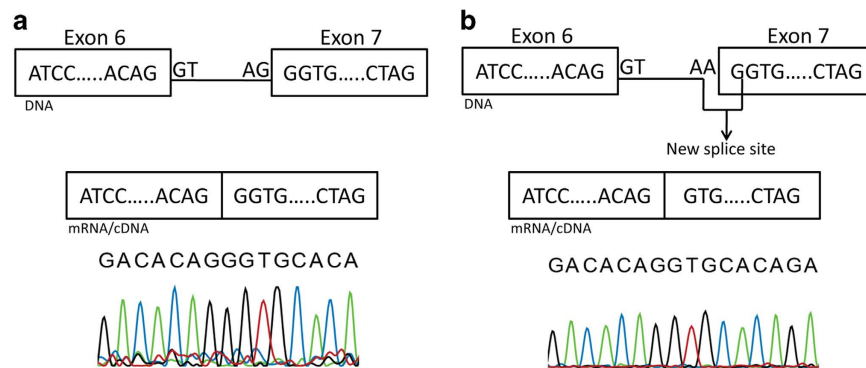 a
Exon 6 Exon 7
ATCC.....ACAG GT AG GGTG.....CTAG
DNA
ATCC.....ACAG GGTG.....CTAG
mRNA/cDNA
GACACAGGGTGCACA
b
Exon 6 Exon 7
ATCC.....ACAG GT AA GGTG.....CTAG
DNA
New splice site
ATCC.....ACAG GTG.....CTAG
mRNA/cDNA
GACACAGGTGCACAGA